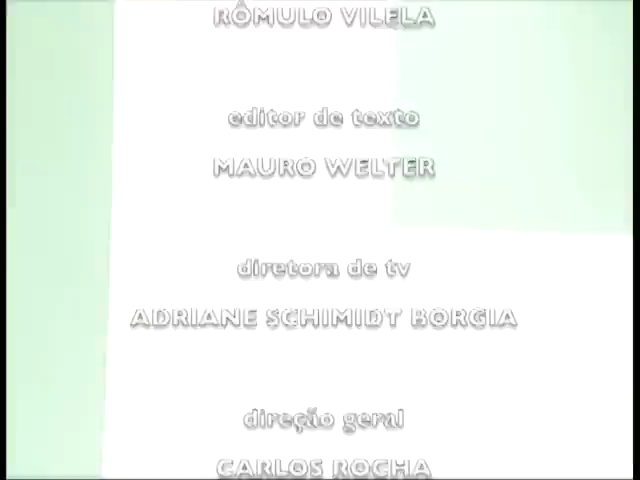 RÔMULO VILELA
editor de texto
MAURO WELTER
diretora de tv
ADRIANE SCHIMIDT BORGIA
direção geral
CARLOS ROCHA